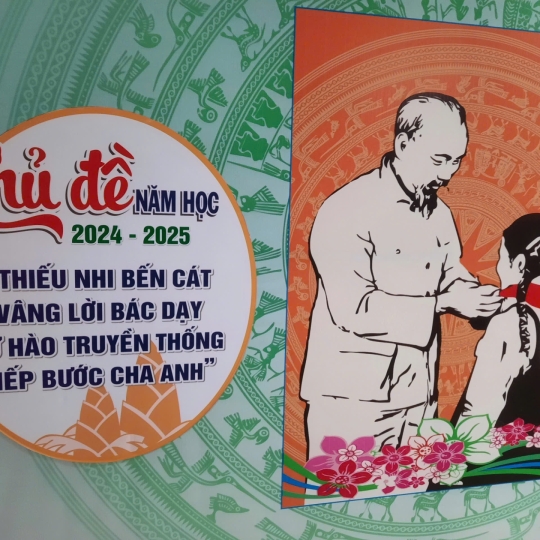 hủ đề NĂM HỌC
2024 - 2025
THIẾU NHI BẾN CÁT
VÂNG LỜI BÁC DẠY
HÀO TRUYỀN THỐNG
IẾP BƯỚC CHA ANH”